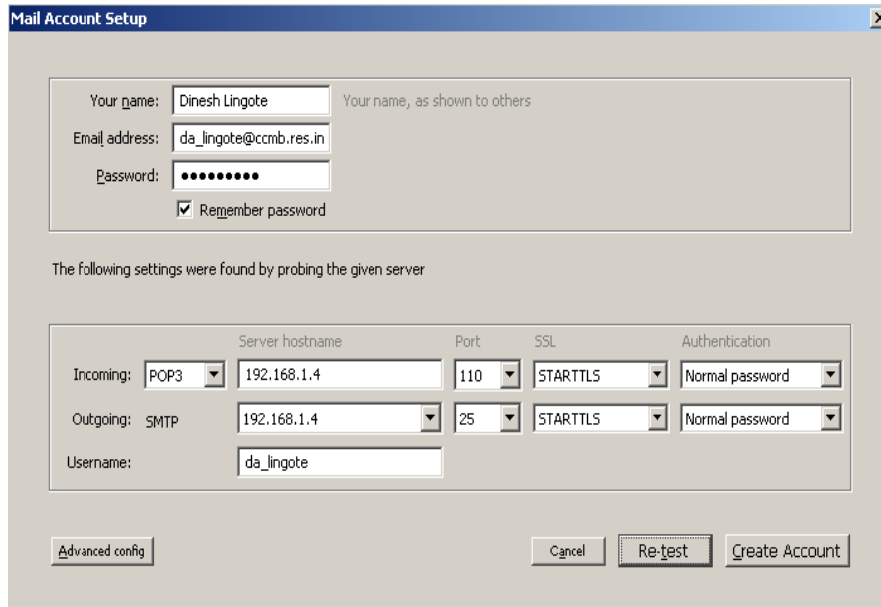 Mail Account Setup
Your name: Dinesh Lingote Your name, as shown to others
Email address: da_lingote@ccmb.res.in
Password: •••••••••
Remember password
The following settings were found by probing the given server
Server hostname Port SSL Authentication
Incoming: POP3 192.168.1.4 110 STARTTLS Normal password
Outgoing: SMTP 192.168.1.4 25 STARTTLS Normal password
Username: da_lingote
Advanced config Cancel Re-test Create Account